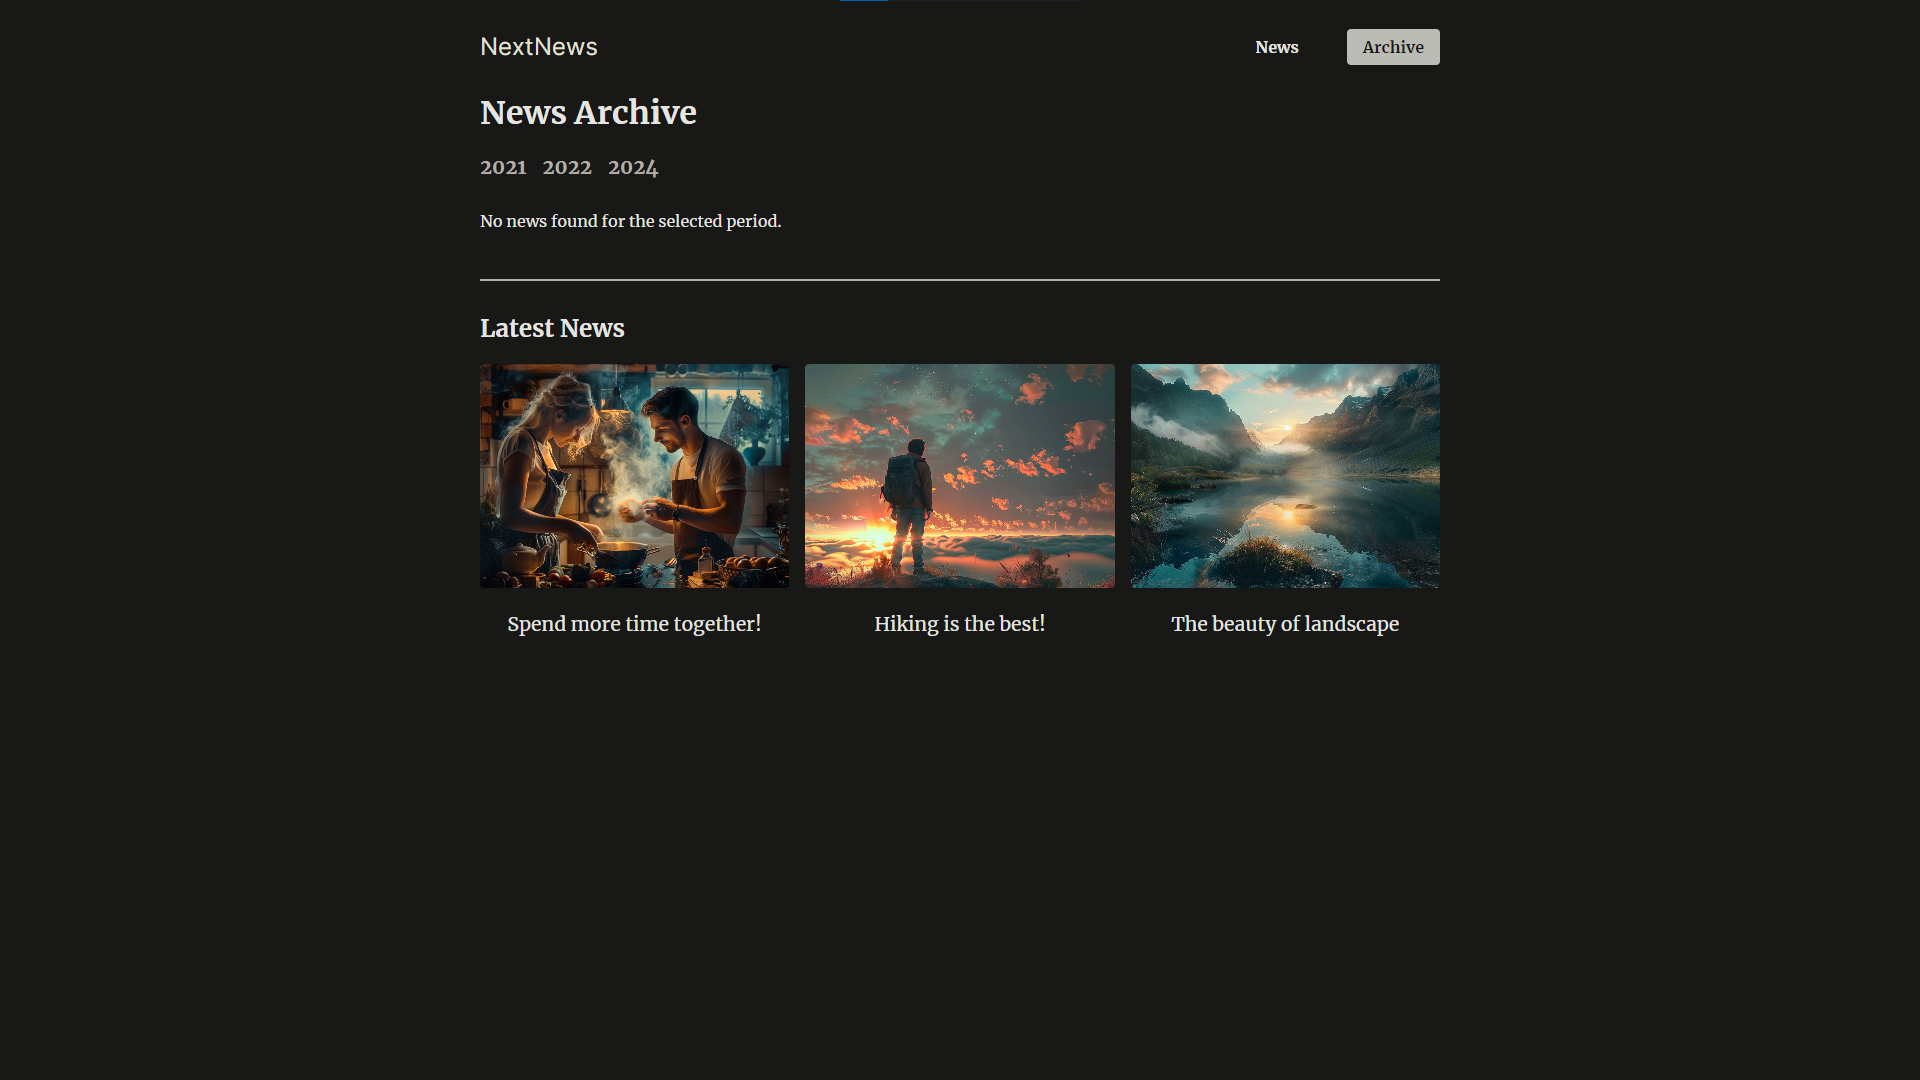 NextNews
News Archive
News Archive
2021 2022 2024
No news found for the selected period.
Latest News
Spend more time together!
Hiking is the best!
The beauty of landscape